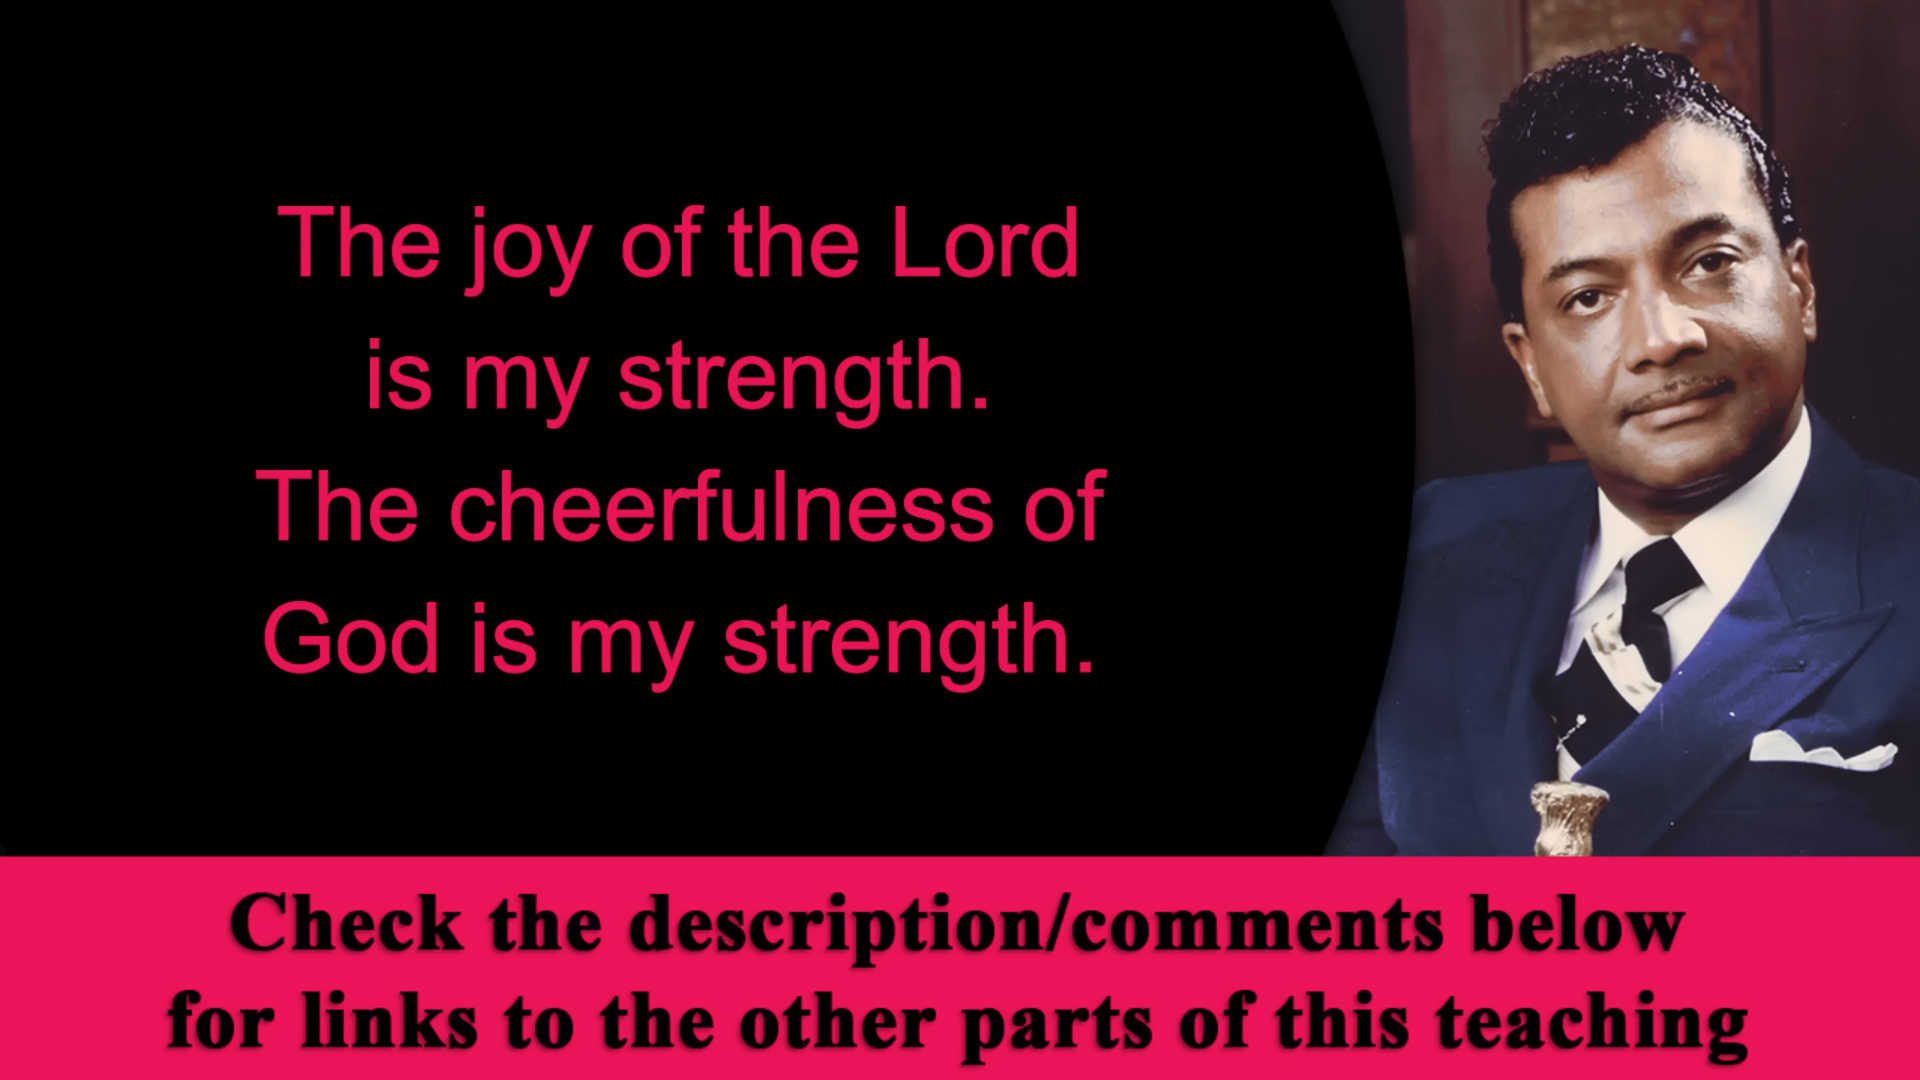 The joy of the Lord
is my strength.
The cheerfulness of
God is my strength.
Check the description/comments below
for links to the other parts of this teaching